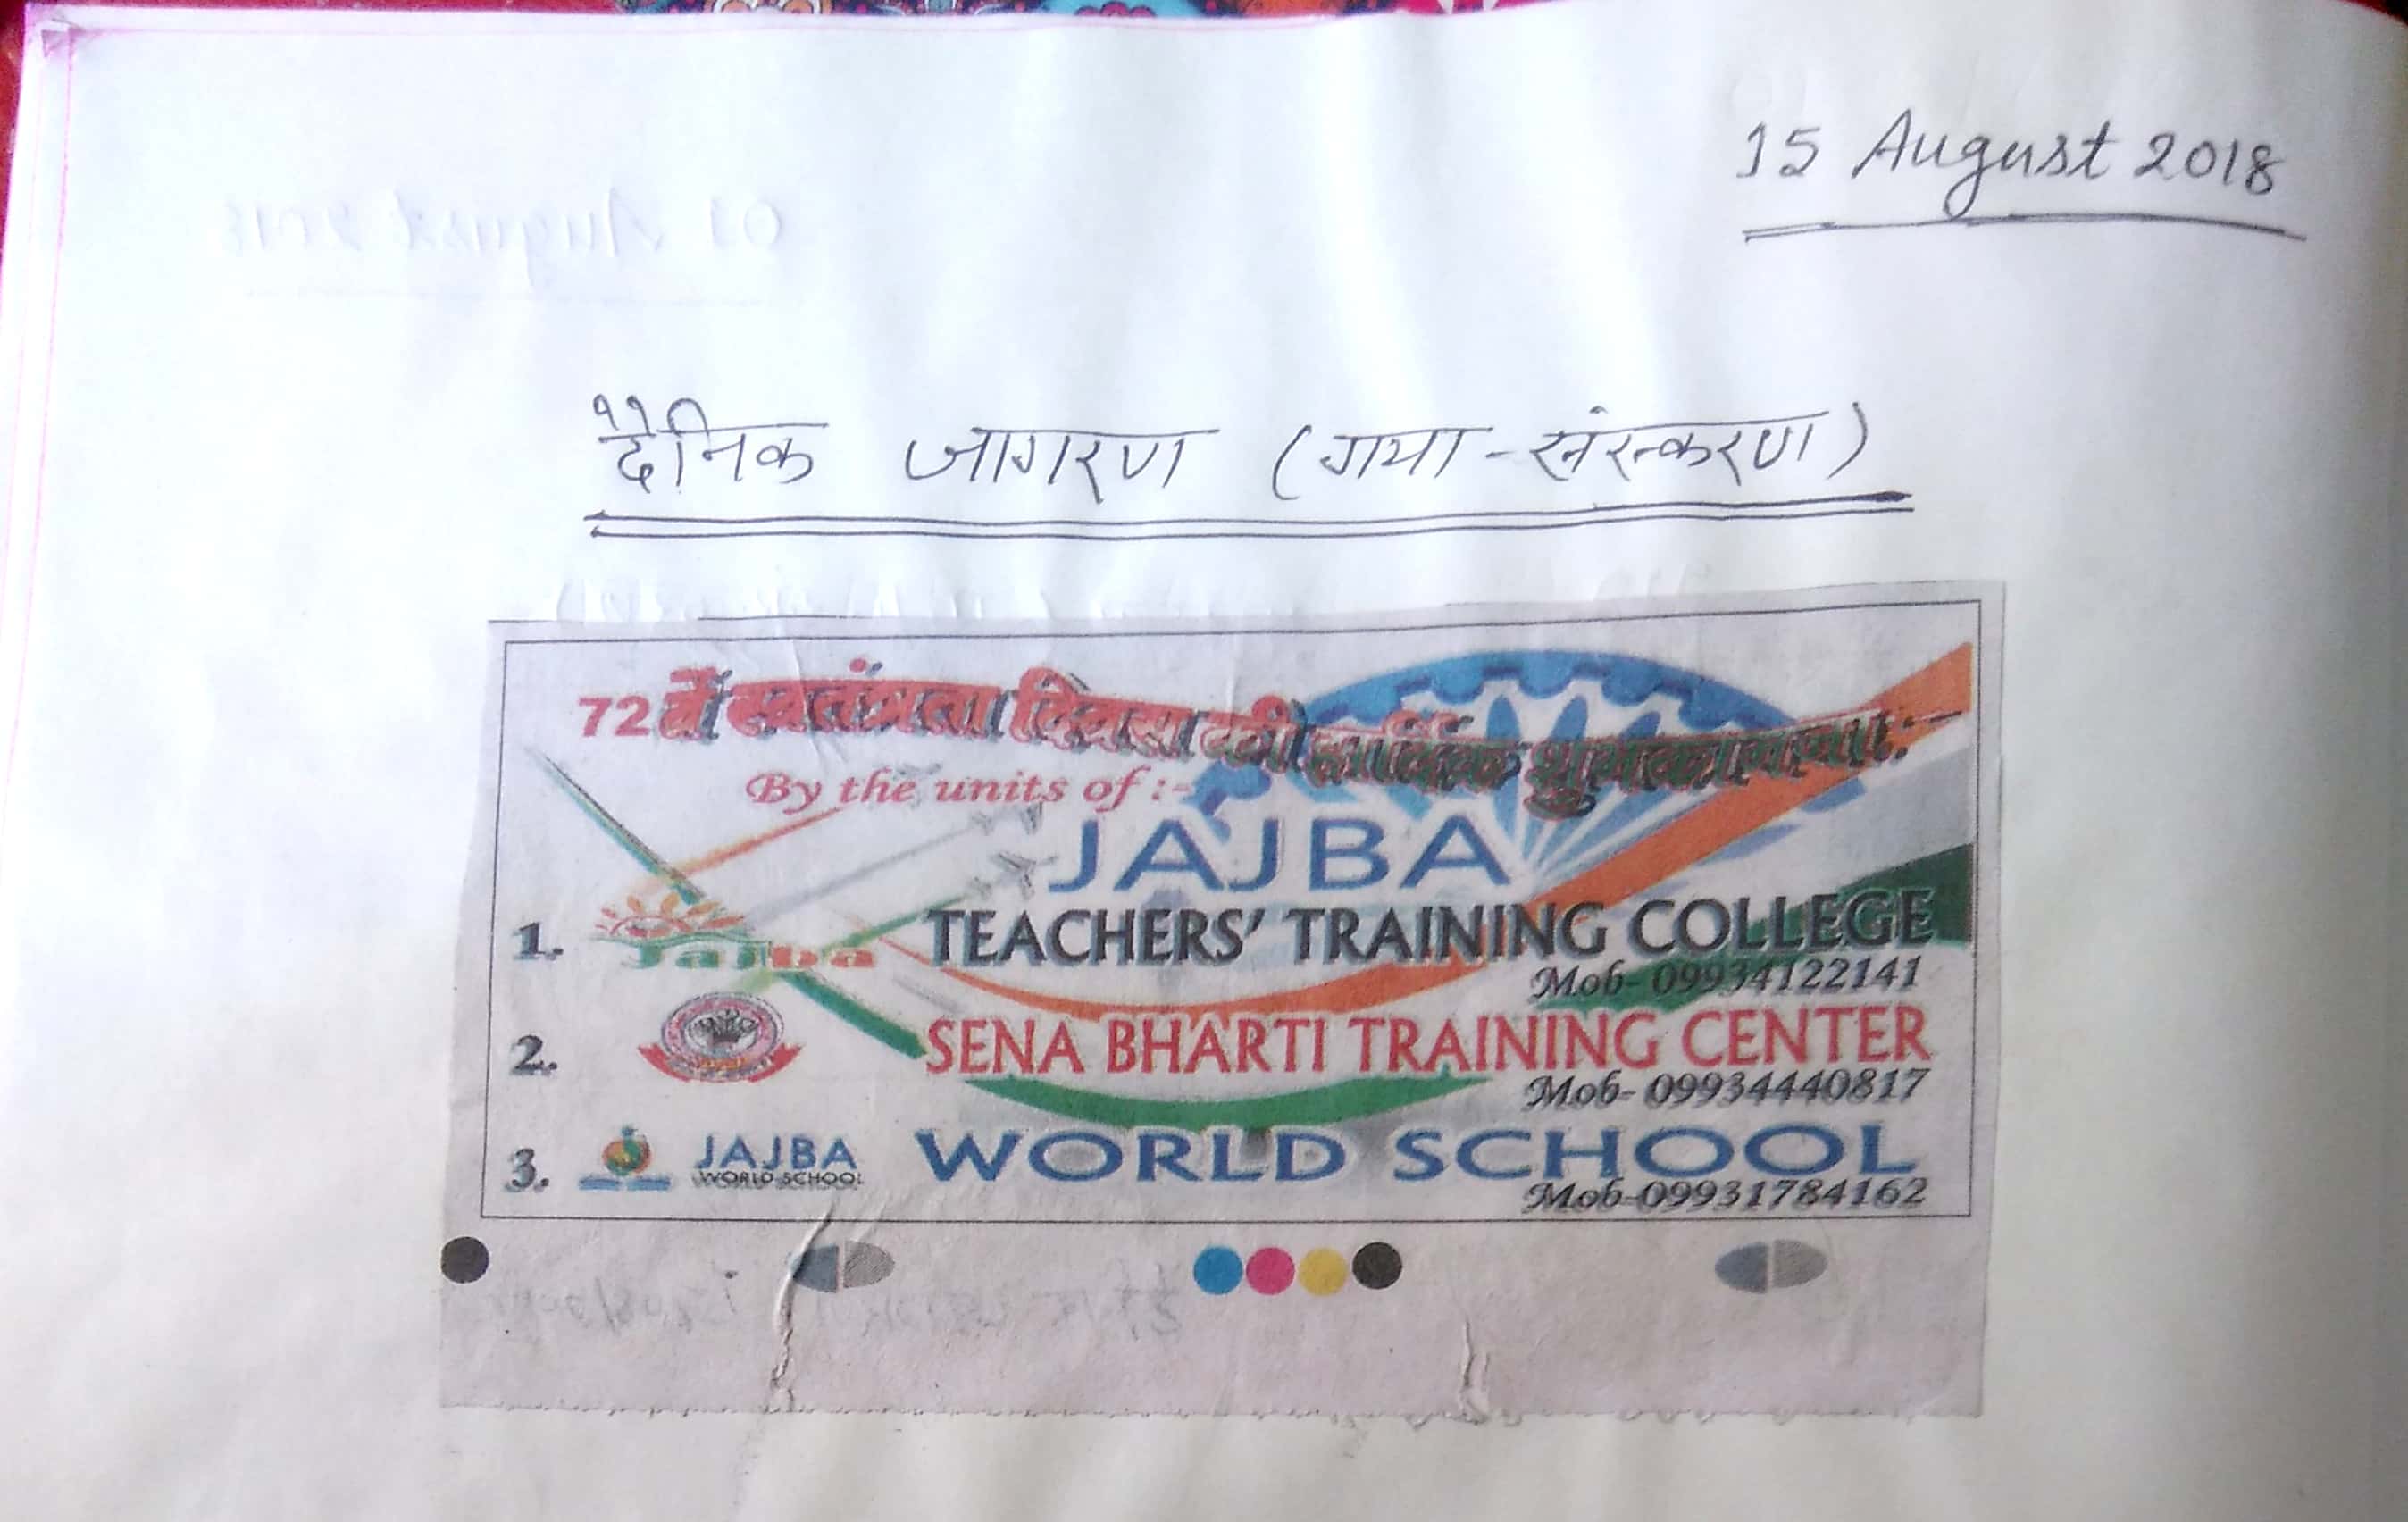 15 August 2018
दैनिक जागरण (गया-संस्करण)
72 वें स्वतंत्रता दिवस की हार्दिक शुभकामना:-
By the units of :-
JAJBA
1. Jajba TEACHERS' TRAINING COLLEGE
Mob- 09934122141
2. SENA BHARTI TRAINING CENTER
Mob- 09934440817
3. JAJBA WORLD SCHOOL WORLD SCHOOL
Mob-09931784162